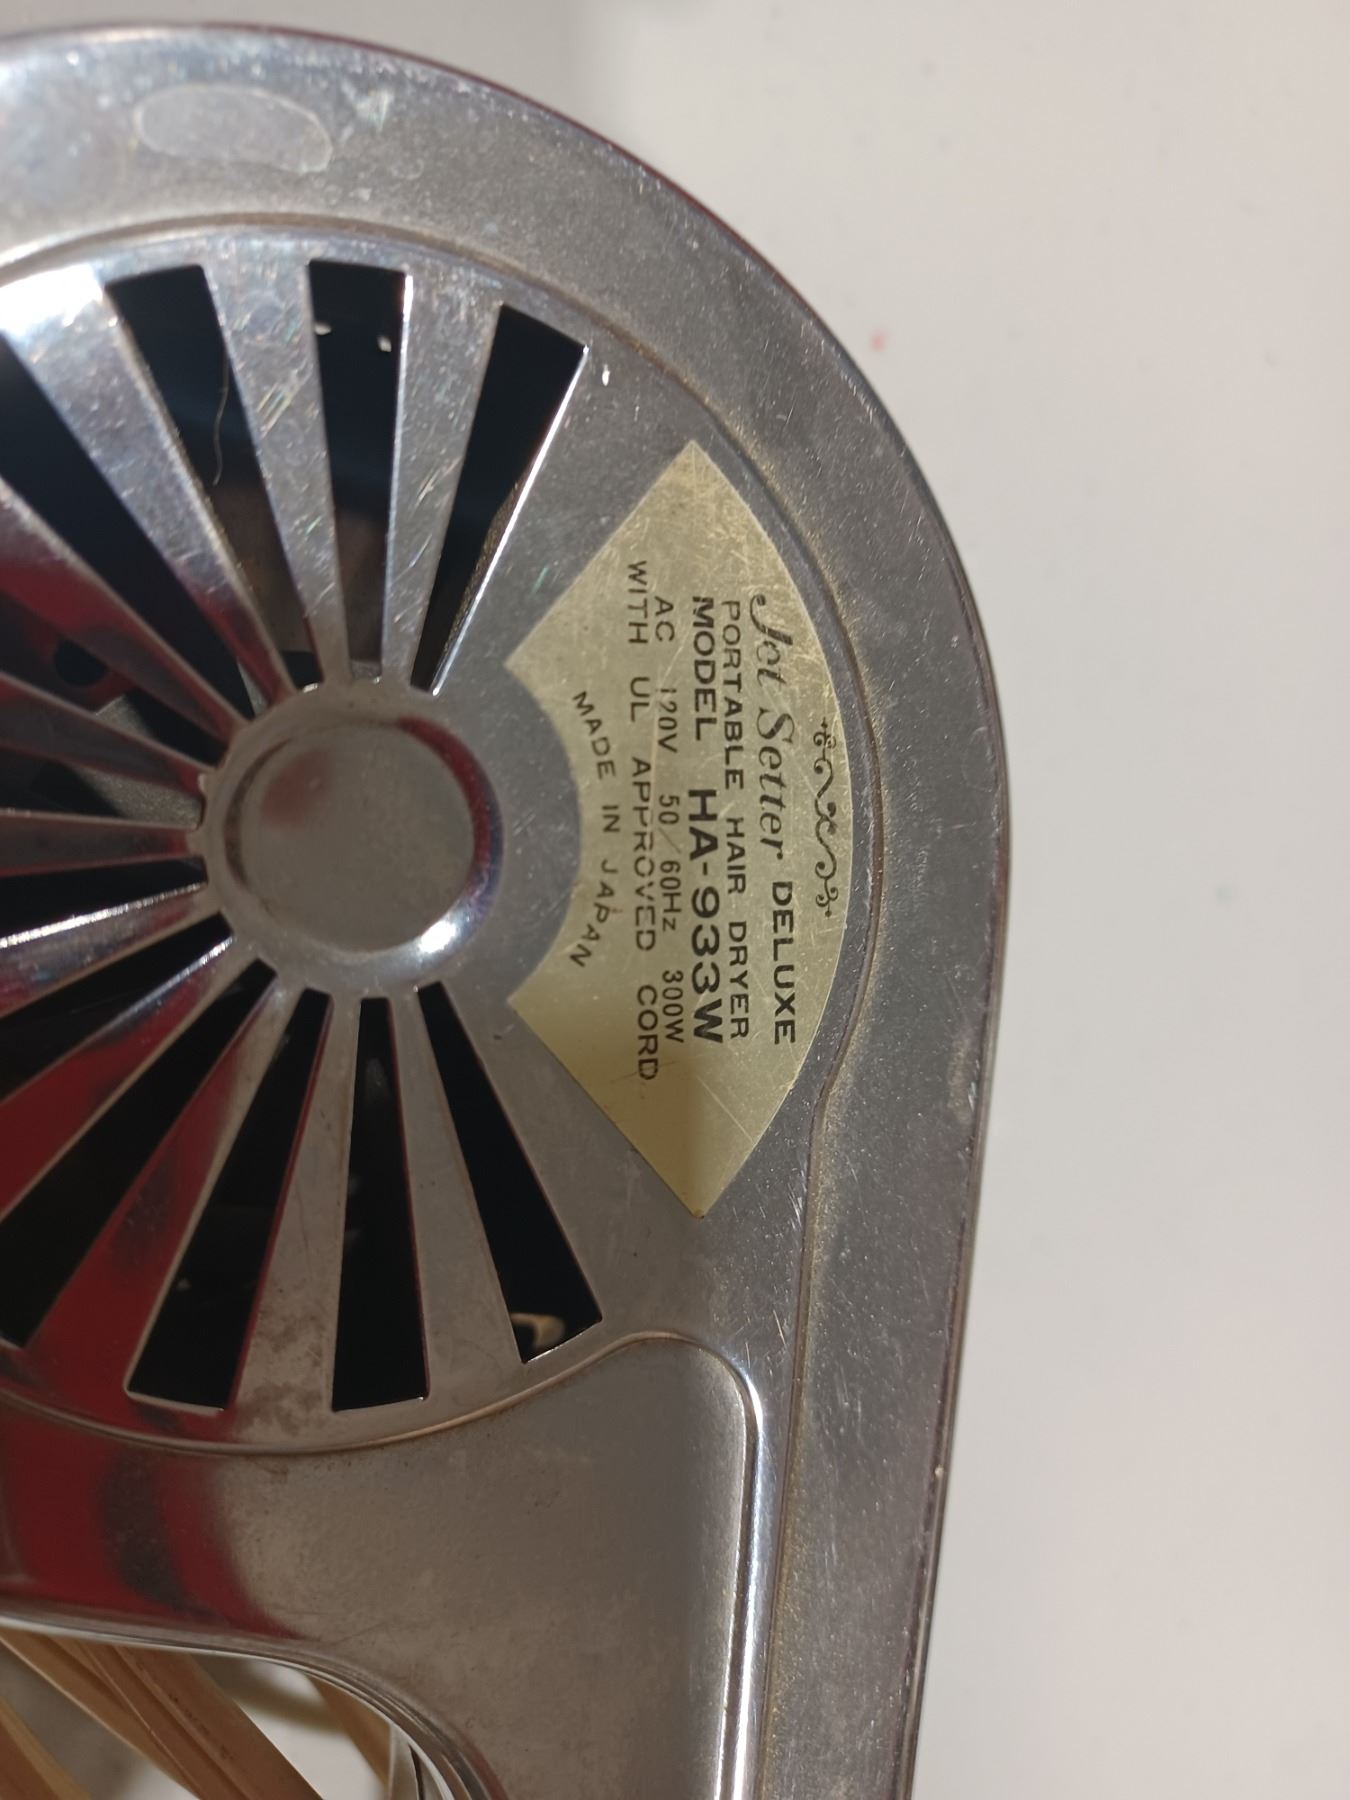 Jet Setter DELUXE
PORTABLE HAIR DRYER
MODEL HA-933W
AC 120V 50/60Hz 300W
WITH UL APPROVED CORD.
MADE IN JAPAN